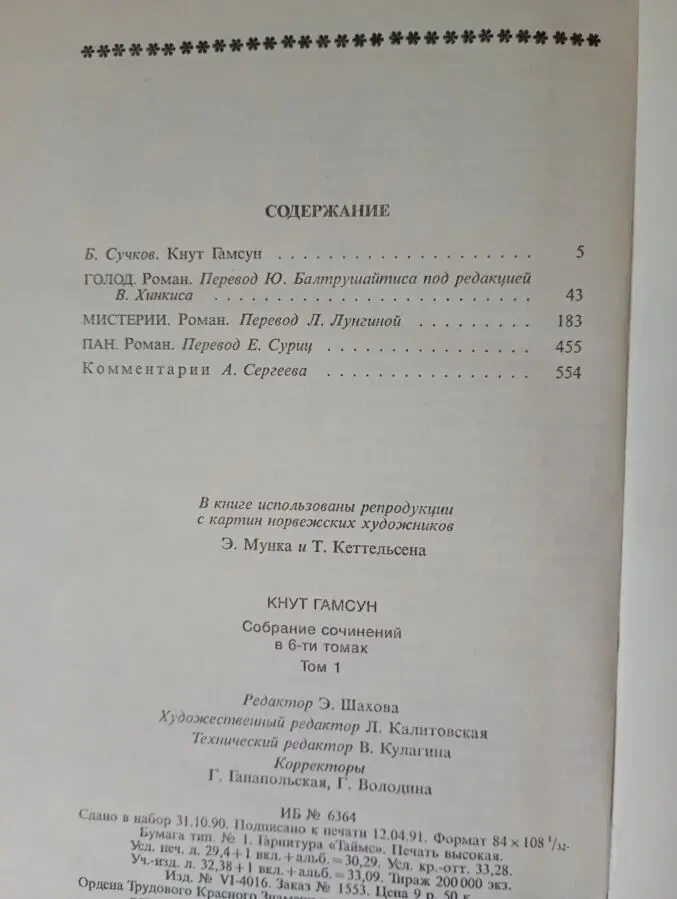 СОДЕРЖАНИЕ
Б. Сучков. Кнут Гамсун . . . . . . . . . . . . . . . . . . . . 5
ГОЛОД. Роман. Перевод Ю. Балтрушайтиса под редакцией
В. Хинкиса . . . . . . . . . . . . . . . . . . . . . . . . 43
МИСТЕРИИ. Роман. Перевод Л. Лунгиной . . . . . . . . . 183
ПАН. Роман. Перевод Е. Суриц . . . . . . . . . . . . . . . 455
Комментарии А. Сергеева . . . . . . . . . . . . . . . . 554
В книге использованы репродукции
с картин норвежских художников
Э. Мунка и Т. Кеттельсена
КНУТ ГАМСУН
Собрание сочинений
в 6-ти томах
Том 1
Редактор Э. Шахова
Художественный редактор Л. Калитовская
Технический редактор В. Кулагина
Корректоры
Г. Ганапольская, Г. Володина
ИБ № 6364
Сдано в набор 31.10.90. Подписано к печати 12.04.91. Формат 84×108 1/32.
Бумага тип. № 1. Гарнитура «Таймс». Печать высокая.
Усл. печ. л. 29,4+1 вкл.+альб.=30,29. Усл. кр.-отт. 33,28.
Уч.-изд. л. 32,38+1 вкл.+альб.=33,09. Тираж 200 000 экз.
Изд. № VI-4016. Заказ № 1553. Цена 9 р. 50 к.
Ордена Трудового Красного